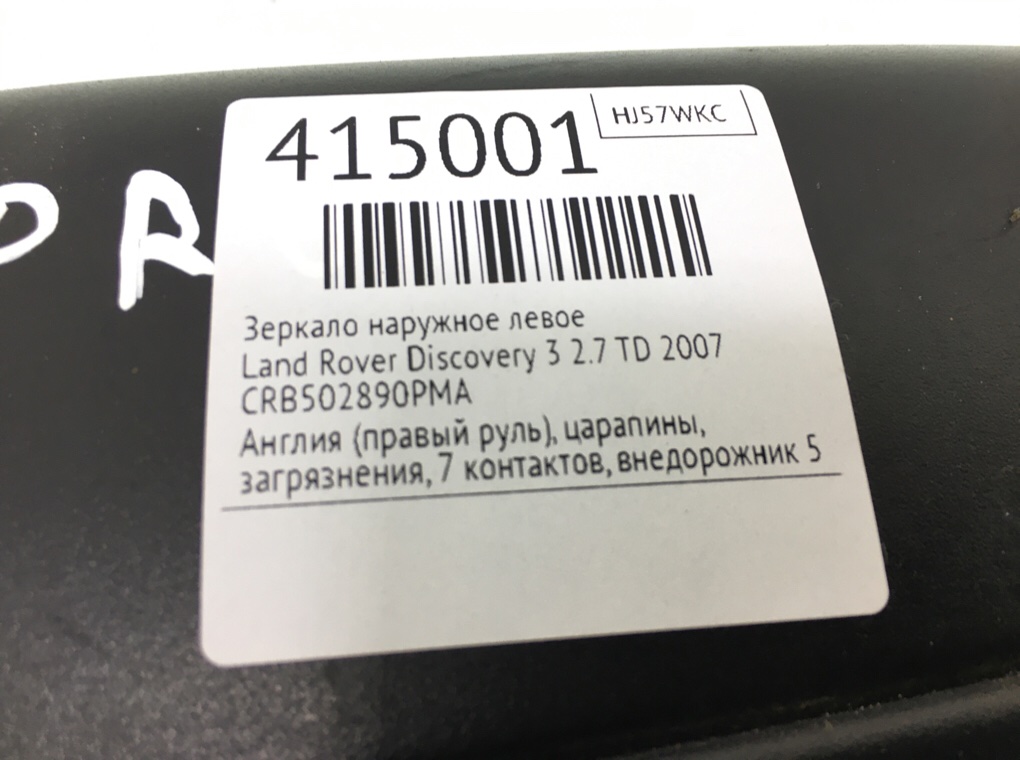 415001
HJ57WKC
Зеркало наружное левое
Land Rover Discovery 3 2.7 TD 2007
CRB502890PMA
Англия (правый руль), царапины,
загрязнения, 7 контактов, внедорожник 5